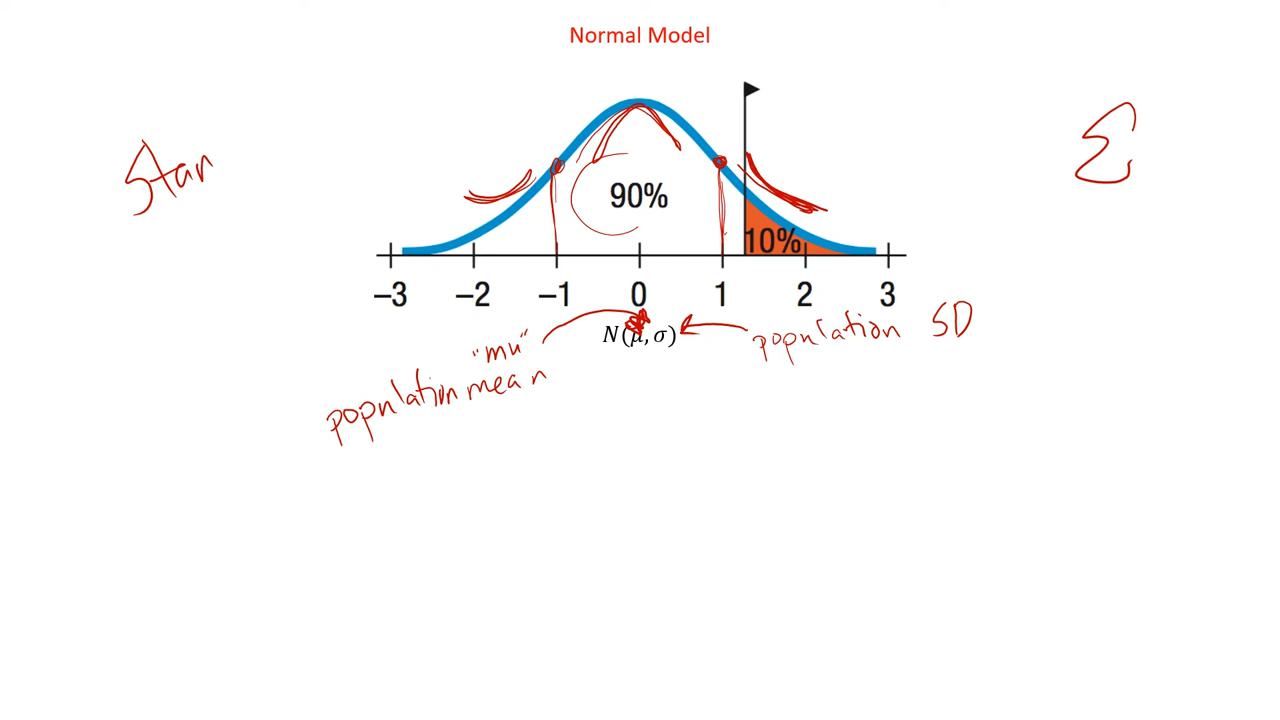 Normal Model
Stan
Σ
90%
10%
–3 –2 –1 0 1 2 3
N(μ, σ)
population SD
"mu"
population mean